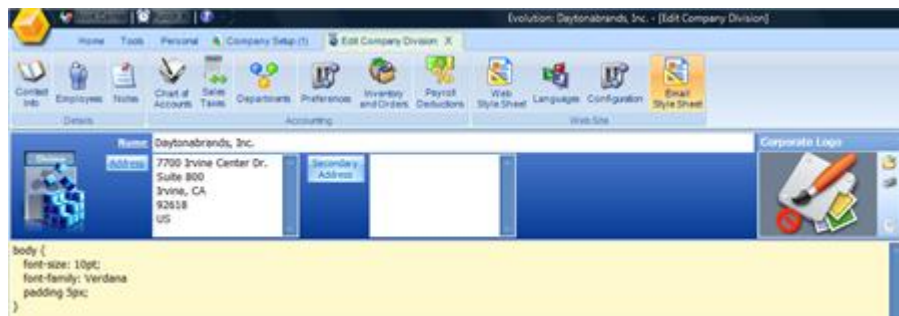 Evolution: Daytonabrands, Inc. - [Edit Company Division]
Home Tools Personal Company Setup (1) Edit Company Division X
Contact Info
Employees
Notes
Chart of Accounts
Sales Taxes
Departments
Preferences
Inventory and Orders
Payroll Deductions
Web Style Sheet
Languages
Configuration
Email Style Sheet
Details Accounting Web Site
Name Daytonabrands, Inc. Corporate Logo
Address 7700 Irvine Center Dr. Secondary Address
Suite 800
Irvine, CA
92618
US
body {
font-size: 10pt;
font-family: Verdana
padding 5px;
}